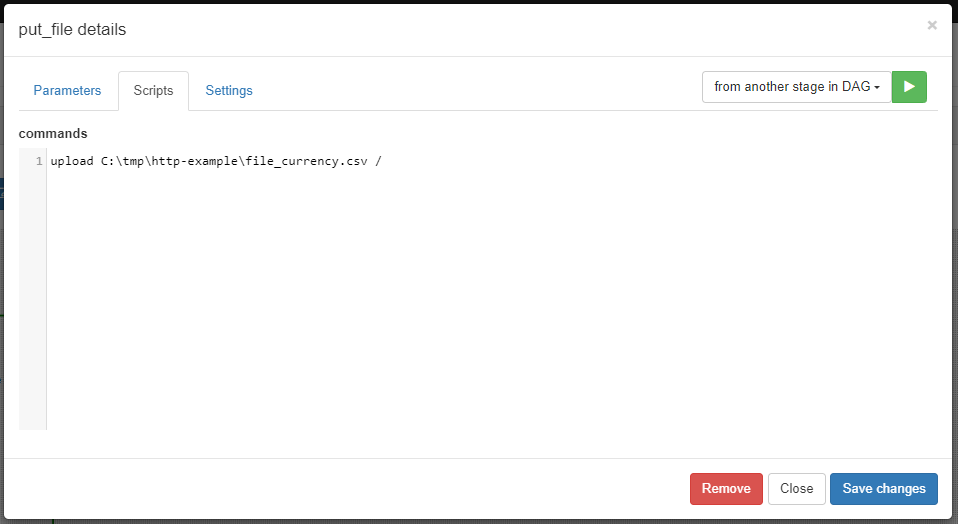 put_file details
×
Parameters
Scripts
Settings
from another stage in DAG
commands
1 upload C:\tmp\http-example\file_currency.csv /
Remove
Close
Save changes